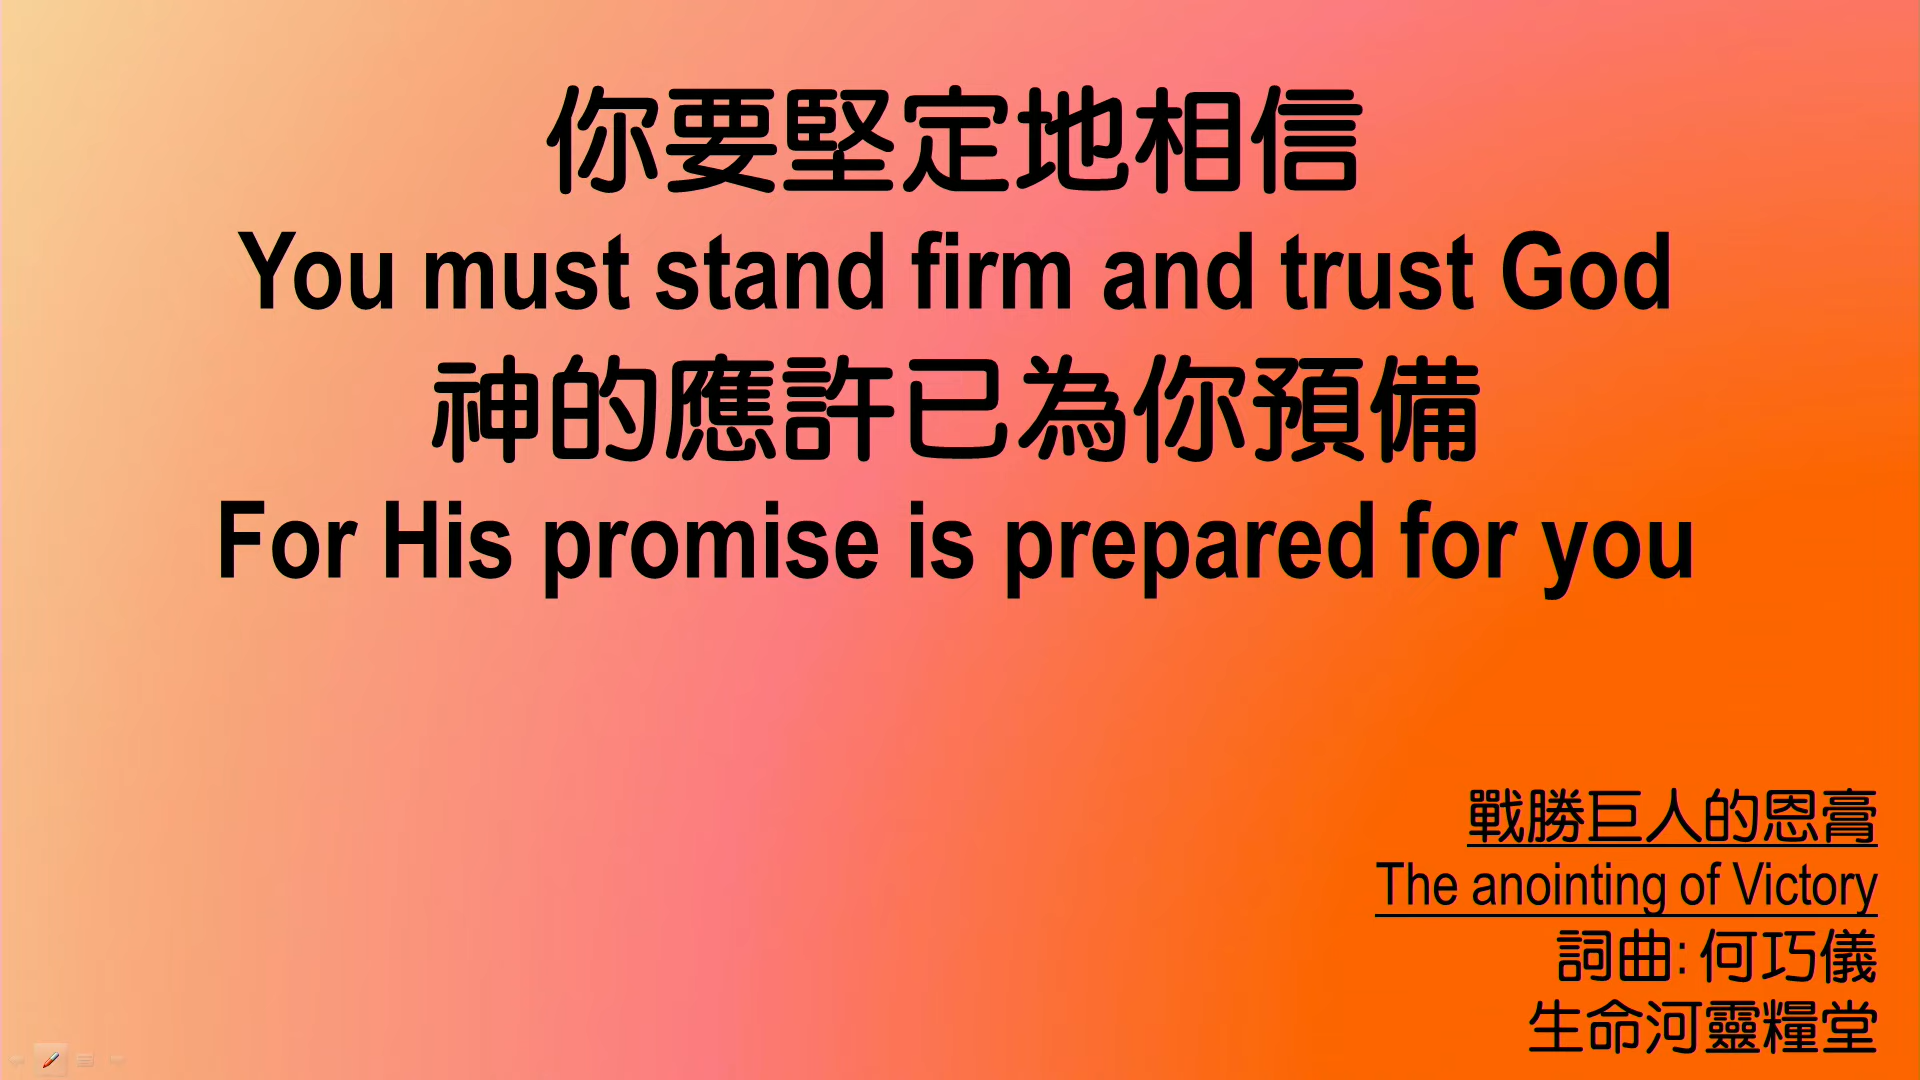 你要堅定地相信
You must stand firm and trust God
神的應許已為你預備
For His promise is prepared for you
戰勝巨人的恩膏
The anointing of Victory
詞曲: 何巧儀
生命河靈糧堂